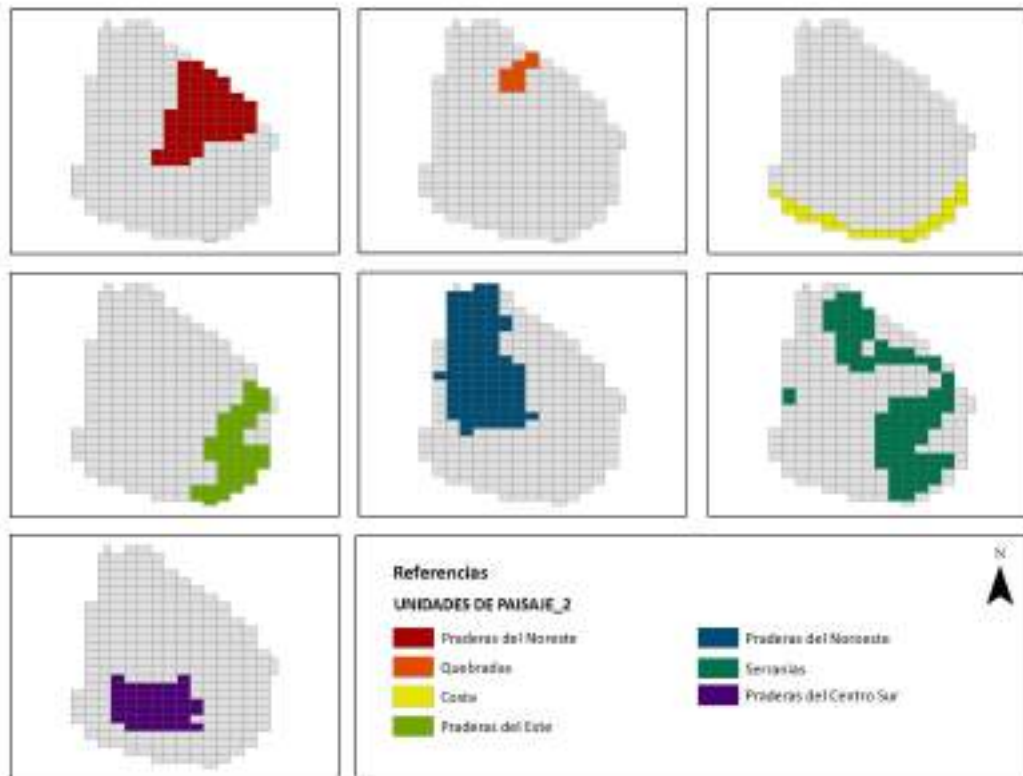 N
Referencias
UNIDADES DE PAISAJE_2
Praderas del Noreste
Quebradas
Costa
Praderas del Este
Praderas del Noroeste
Serranías
Praderas del Centro Sur